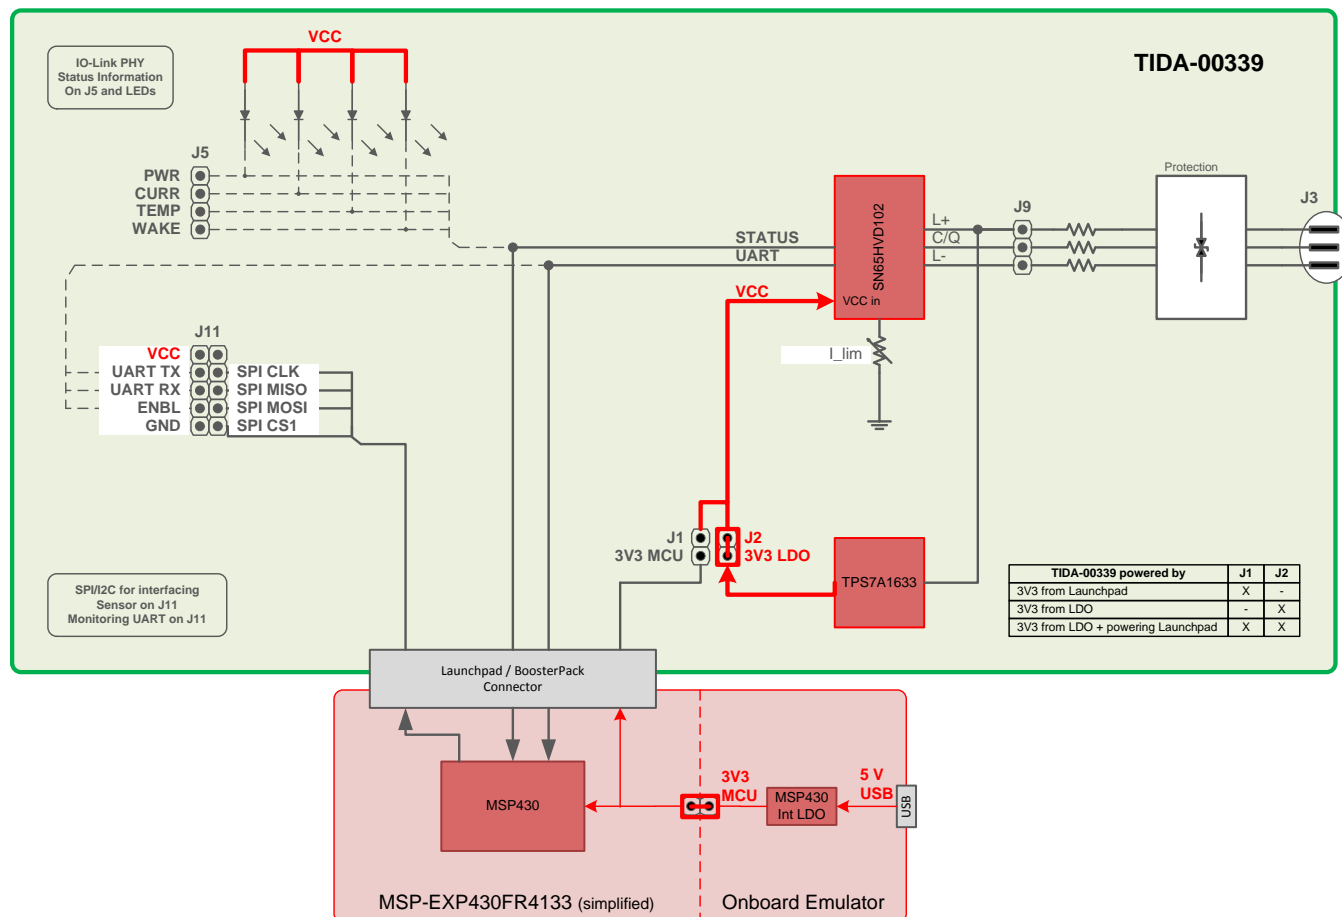 VCC
TIDA-00339
IO-Link PHY
Status Information
On J5 and LEDs
J5
PWR
CURR
TEMP
WAKE
Protection
J9
J3
STATUS
UART
SN65HVD102
L+
C/Q
L-
VCC
VCC in
I_lim
J11
VCC
UART TX
SPI CLK
UART RX
SPI MISO
ENBL
SPI MOSI
GND
SPI CS1
J1
J2
3V3 MCU
3V3 LDO
TPS7A1633
TIDA-00339 powered by J1 J2
3V3 from Launchpad X -
3V3 from LDO - X
3V3 from LDO + powering Launchpad X X
SPI/I2C for interfacing
Sensor on J11
Monitoring UART on J11
Launchpad / BoosterPack
Connector
MSP430
3V3
MCU
MSP430
Int LDO
5 V
USB
USB
MSP-EXP430FR4133 (simplified)
Onboard Emulator